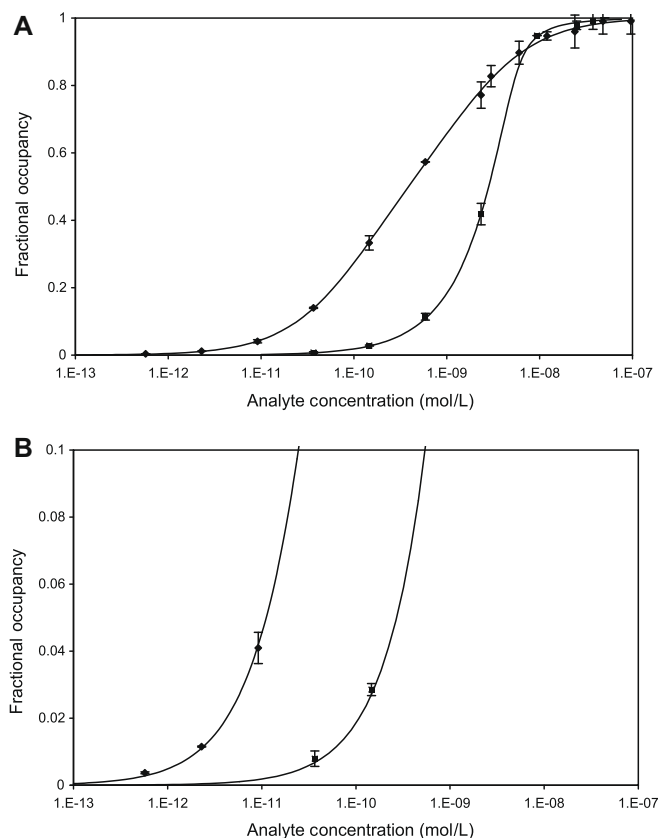 A
1
0.8
0.6
0.4
0.2
0
Fractional occupancy
1.E-13 1.E-12 1.E-11 1.E-10 1.E-09 1.E-08 1.E-07
Analyte concentration (mol/L)
B
0.1
0.08
0.06
0.04
0.02
0
Fractional occupancy
1.E-13 1.E-12 1.E-11 1.E-10 1.E-09 1.E-08 1.E-07
Analyte concentration (mol/L)